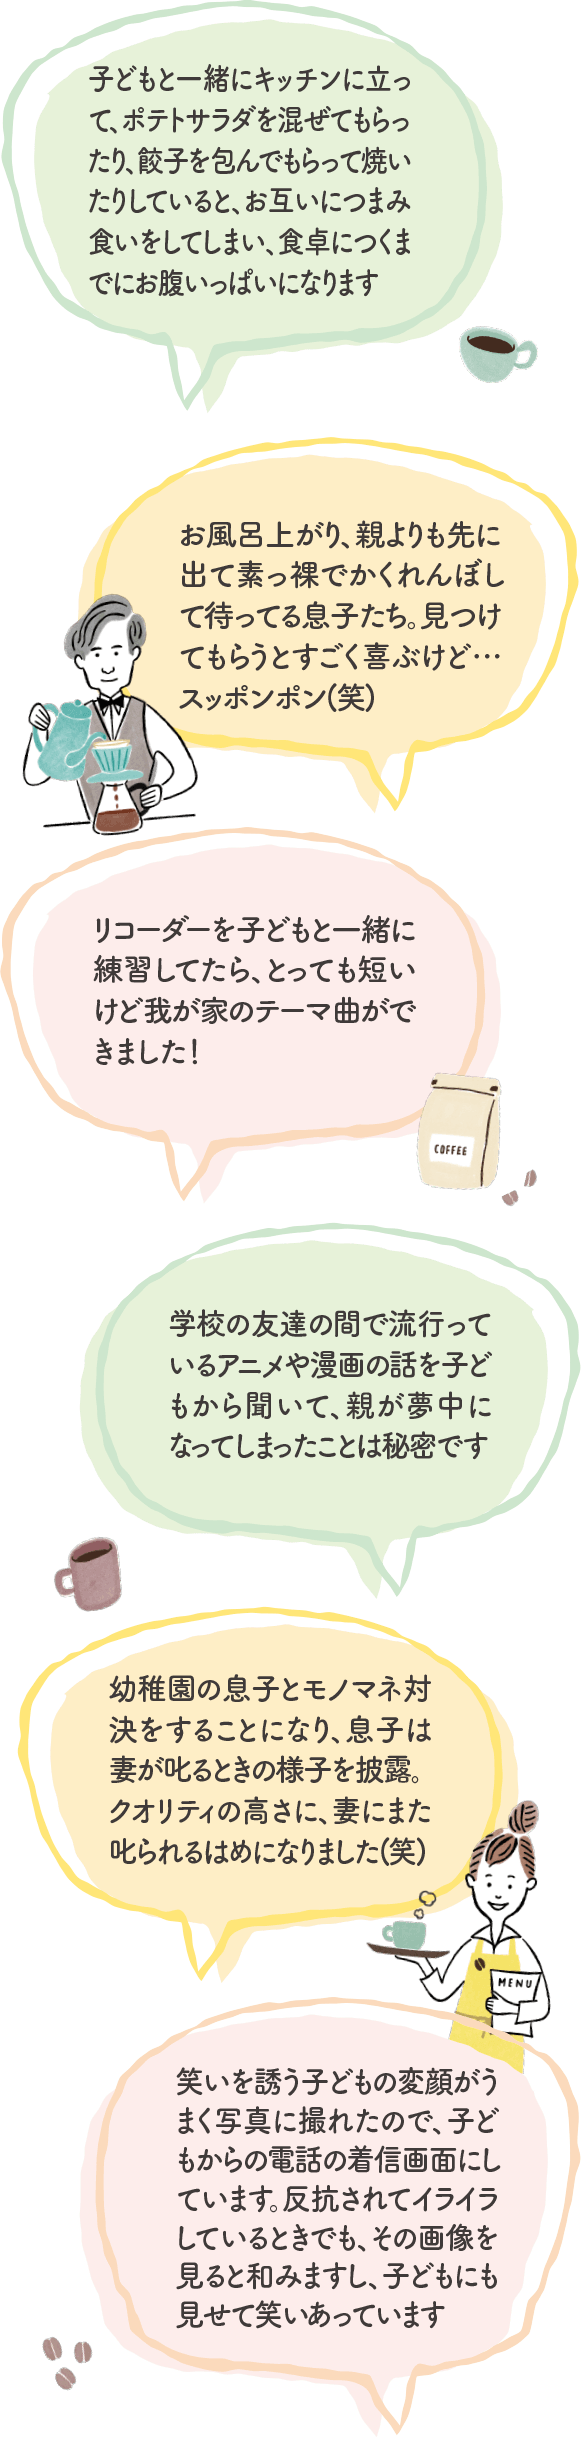 子どもと一緒にキッチンに立っ
て、ポテトサラダを混ぜてもらっ
たり、餃子を包んでもらって焼い
たりしていると、お互いにつまみ
食いをしてしまい、食卓につくま
でにお腹いっぱいになります
お風呂上がり、親よりも先に
出て素っ裸でかくれんぼし
て待ってる息子たち。見つけ
てもらうとすごく喜ぶけど…
スッポンポン(笑)
リコーダーを子どもと一緒に
練習してたら、とっても短い
けど我が家のテーマ曲がで
きました！
COFFEE
学校の友達の間で流行って
いるアニメや漫画の話を子ど
もから聞いて、親が夢中に
なってしまったことは秘密です
幼稚園の息子とモノマネ対
決をすることになり、息子は
妻が叱るときの様子を披露。
クオリティの高さに、妻にまた
叱られるはめになりました(笑)
MENU
笑いを誘う子どもの変顔がう
まく写真に撮れたので、子ど
もからの電話の着信画面にし
ています。反抗されてイライラ
しているときでも、その画像を
見ると和みますし、子どもにも
見せて笑いあっています